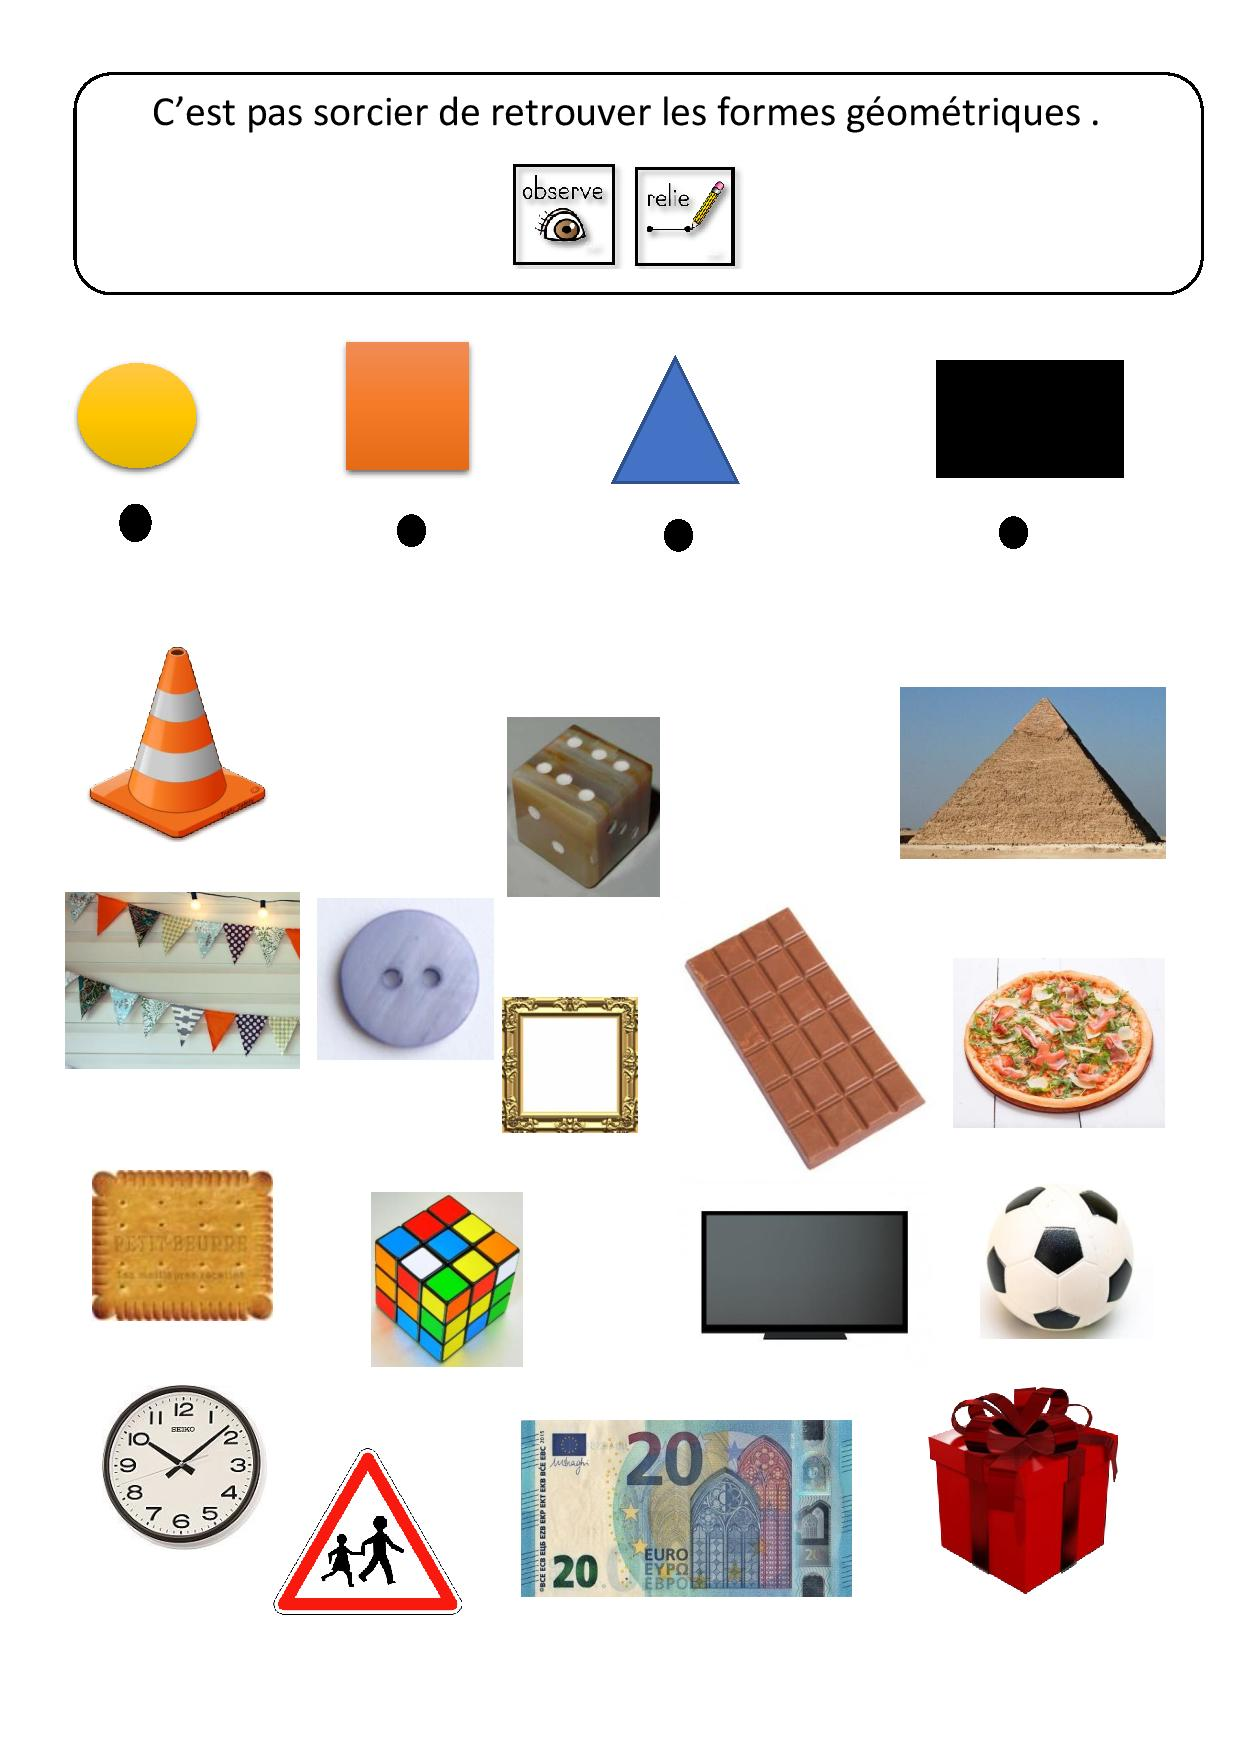 C’est pas sorcier de retrouver les formes géométriques .
observe
relie
PETIT-BEURRE
12
11
1
SEIKO
10
2
9
3
8
4
7
5
6
20
20
EURO
ΕΥΡΩ
ЕВРО